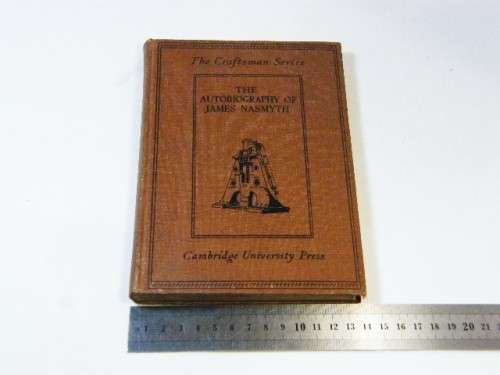 The Craftsman Series
THE
AUTOBIOGRAPHY OF
JAMES NASMYTH
Cambridge University Press
1 2 3 4 5 6 7 8 9 10 11 12 13 14 15 16 17 18 19 20 21